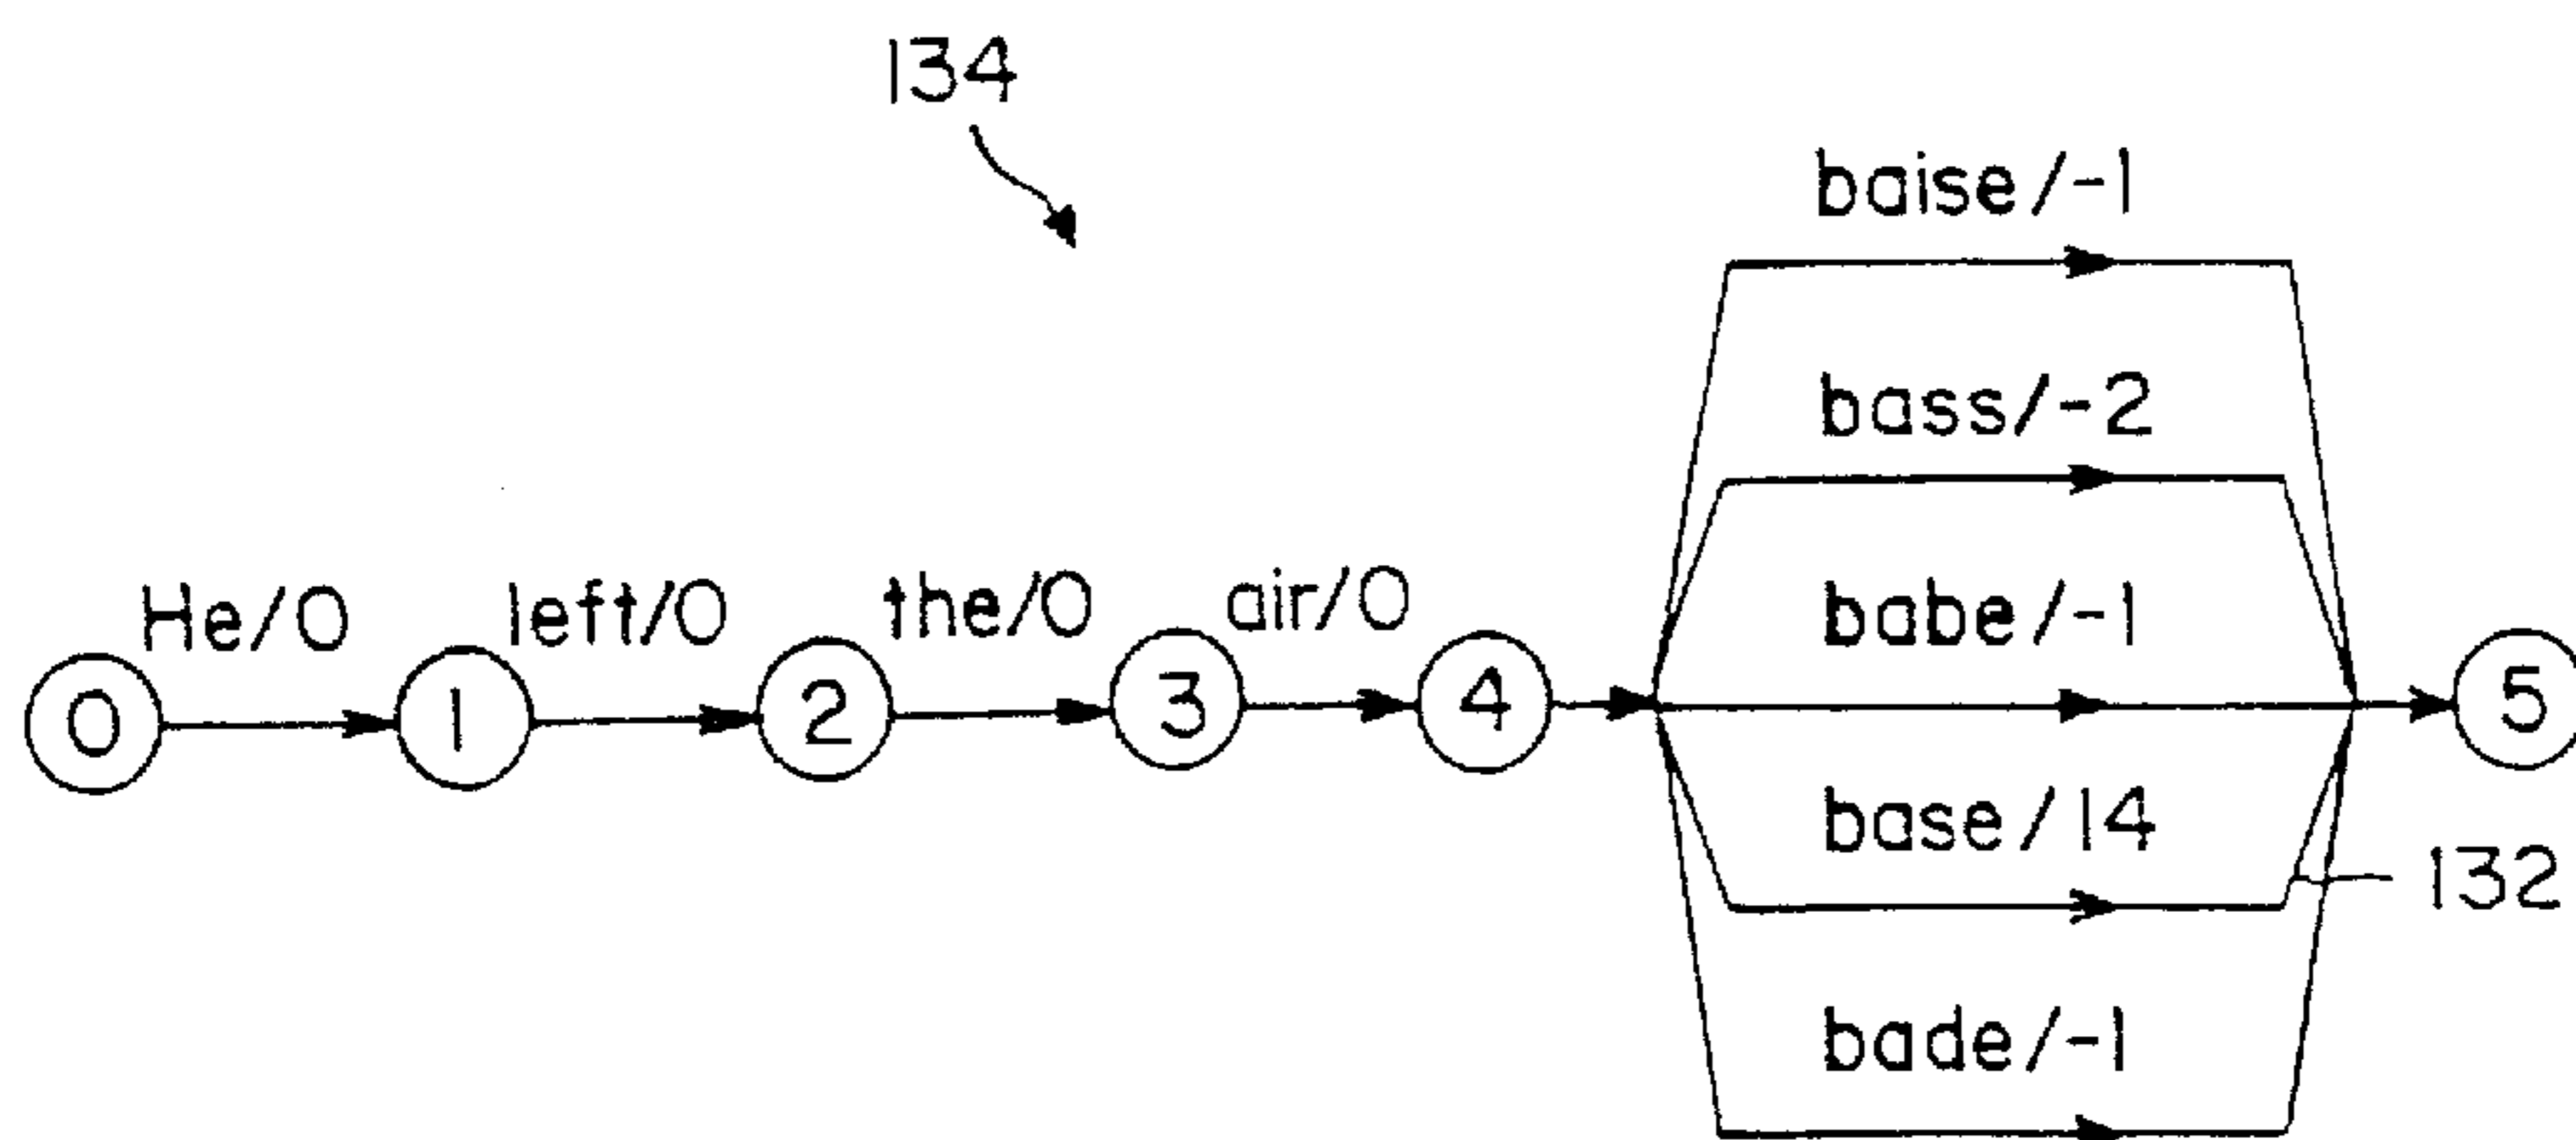 134
baise/-1
bass/-2
He/0 left/0 the/0 air/0 babe/-1
0 1 2 3 4 5
base/14
132
bade/-1